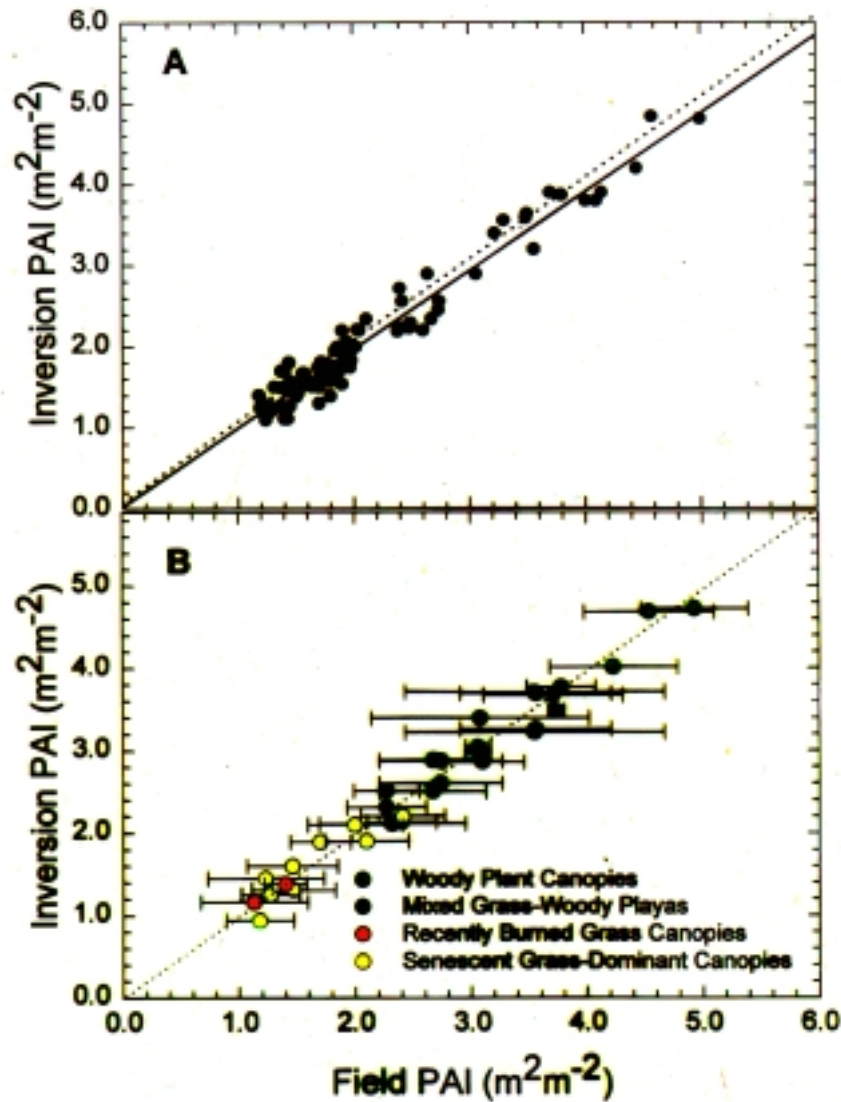 A
6.0
5.0
4.0
3.0
2.0
1.0
0.0
Inversion PAI (m²m⁻²)
B
5.0
4.0
3.0
2.0
1.0
0.0
Inversion PAI (m²m⁻²)
Woody Plant Canopies
Mixed Grass-Woody Playas
Recently Burned Grass Canopies
Senescent Grass-Dominant Canopies
0.0 1.0 2.0 3.0 4.0 5.0 6.0
Field PAI (m²m⁻²)